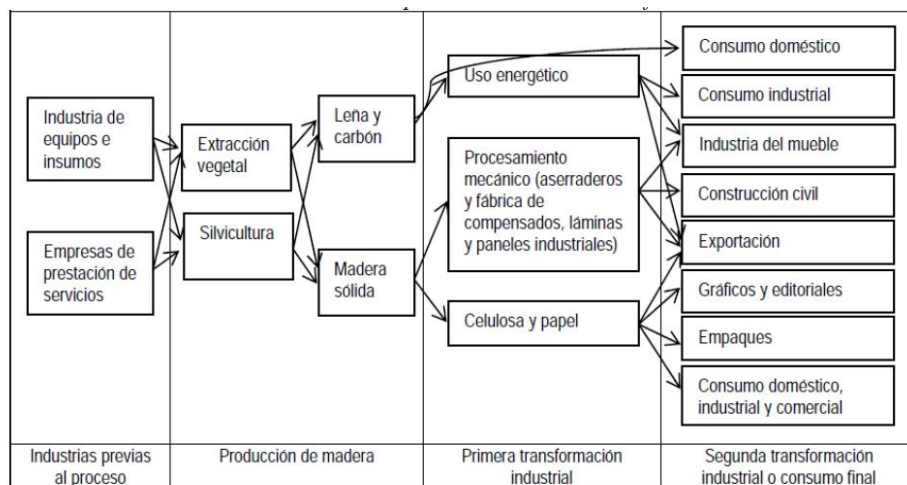 Industria de
equipos e
insumos
Empresas de
prestación de
servicios
Extracción
vegetal
Silvicultura
Leña y
carbón
Madera
sólida
Uso energético
Procesamiento
mecánico (aserraderos
y fábrica de
compensados, láminas
y paneles industriales)
Celulosa y papel
Consumo doméstico
Consumo industrial
Industria del mueble
Construcción civil
Exportación
Gráficos y editoriales
Empaques
Consumo doméstico,
industrial y comercial
Industrias previas
al proceso
Producción de madera
Primera transformación
industrial
Segunda transformación
industrial o consumo final